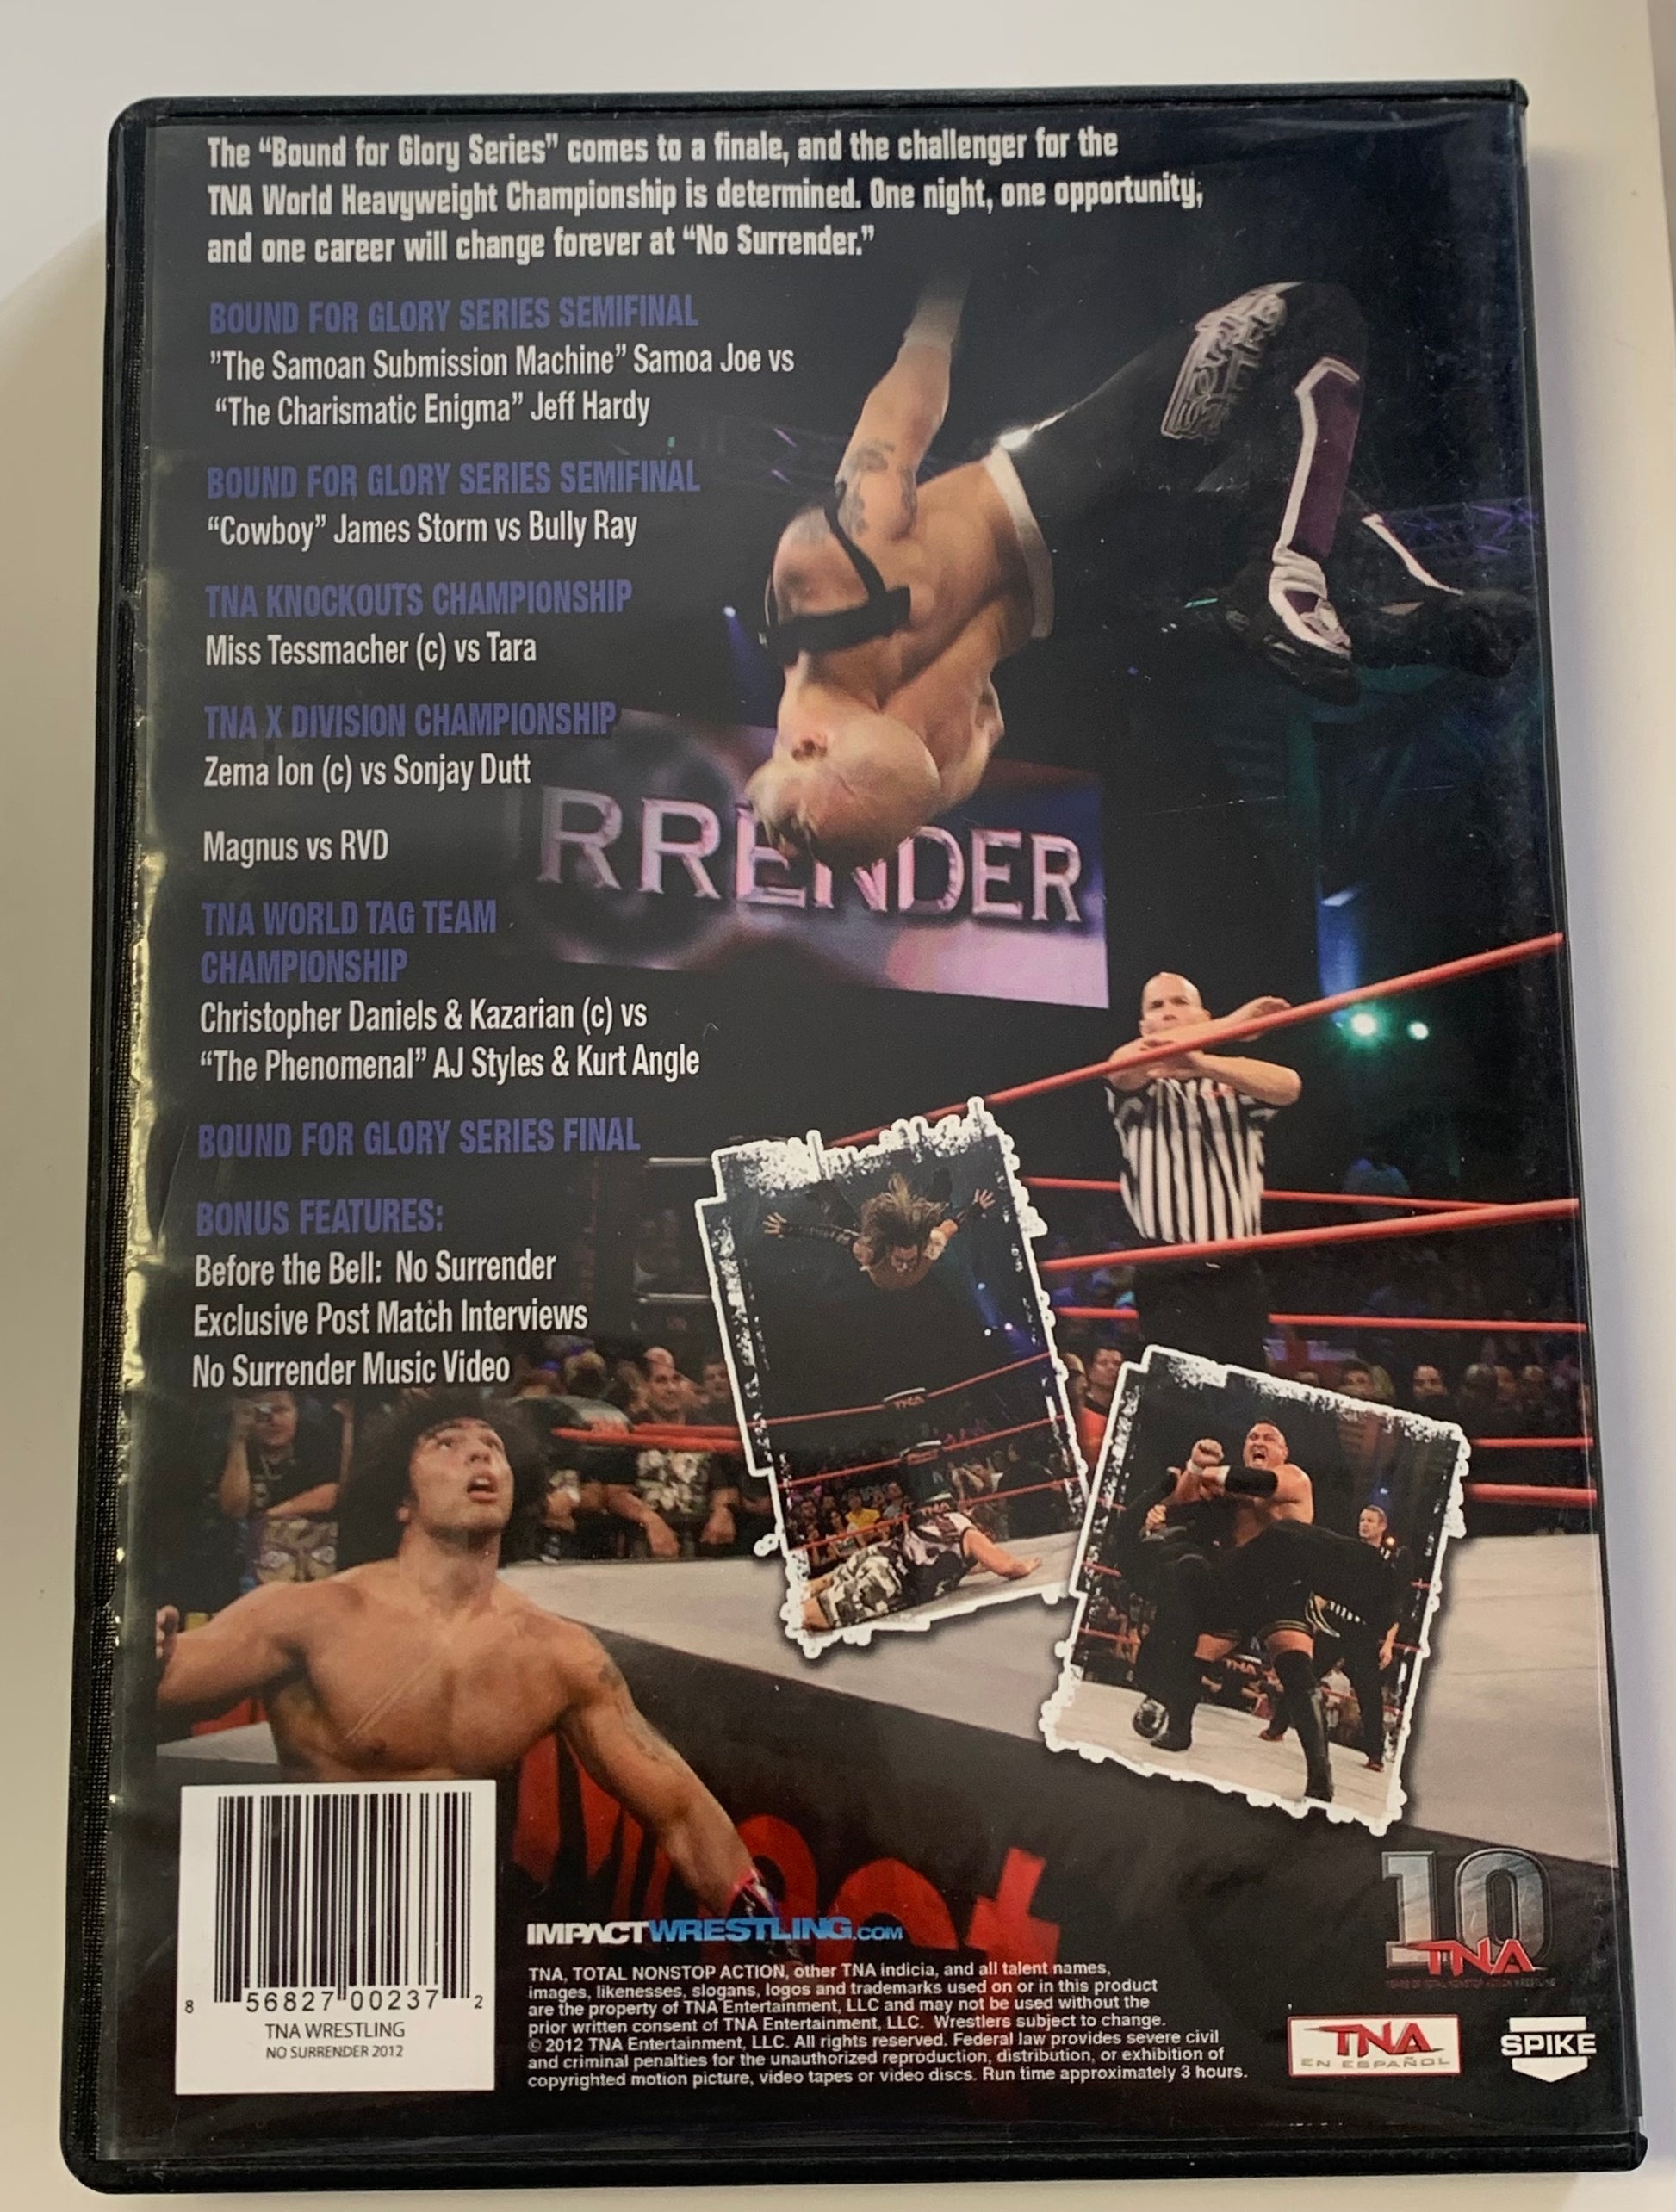 The “Bound for Glory Series” comes to a finale, and the challenger for the
TNA World Heavyweight Championship is determined. One night, one opportunity,
and one career will change forever at “No Surrender.”
BOUND FOR GLORY SERIES SEMIFINAL
”The Samoan Submission Machine” Samoa Joe vs
“The Charismatic Enigma” Jeff Hardy
BOUND FOR GLORY SERIES SEMIFINAL
“Cowboy” James Storm vs Bully Ray
TNA KNOCKOUTS CHAMPIONSHIP
Miss Tessmacher (c) vs Tara
TNA X DIVISION CHAMPIONSHIP
Zema Ion (c) vs Sonjay Dutt
RRENDER
Magnus vs RVD
TNA WORLD TAG TEAM
CHAMPIONSHIP
Christopher Daniels & Kazarian (c) vs
“The Phenomenal” AJ Styles & Kurt Angle
BOUND FOR GLORY SERIES FINAL
BONUS FEATURES:
Before the Bell: No Surrender
Exclusive Post Match Interviews
No Surrender Music Video
8 56827 00237 2
TNA WRESTLING
NO SURRENDER 2012
IMPACTWRESTLING.COM
TNA, TOTAL NONSTOP ACTION, other TNA indicia, and all talent names,
images, likenesses, slogans, logos and trademarks used on or in this product
are the property of TNA Entertainment, LLC and may not be used without the
prior written consent of TNA Entertainment, LLC. Wrestlers subject to change.
© 2012 TNA Entertainment, LLC. All rights reserved. Federal law provides severe civil
and criminal penalties for the unauthorized reproduction, distribution, or exhibition of
copyrighted motion picture, video tapes or video discs. Run time approximately 3 hours.
10
TNA
YEARS OF TOTAL NONSTOP ACTION WRESTLING
TNA
EN ESPAÑOL
SPIKE